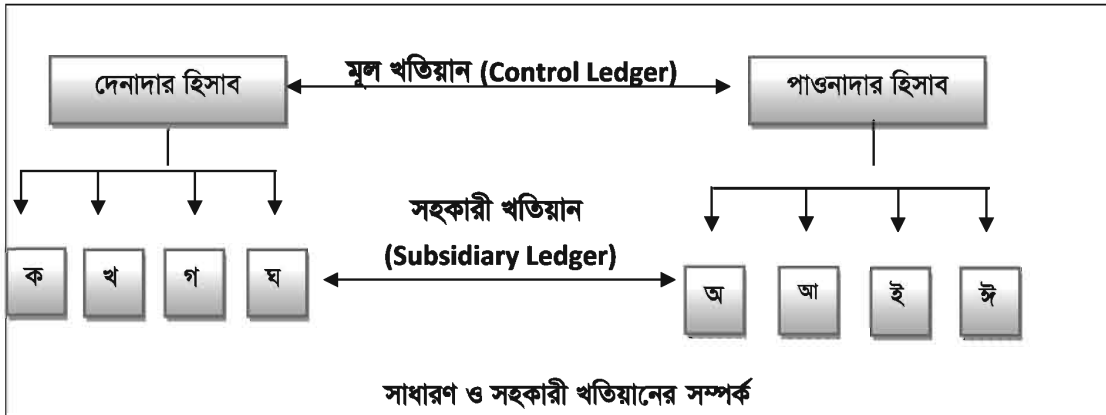 মূল খতিয়ান (Control Ledger)
দেনাদার হিসাব
পাওনাদার হিসাব
সহকারী খতিয়ান
(Subsidiary Ledger)
ক খ গ ঘ
অ আ ই ঈ
সাধারণ ও সহকারী খতিয়ানের সম্পর্ক